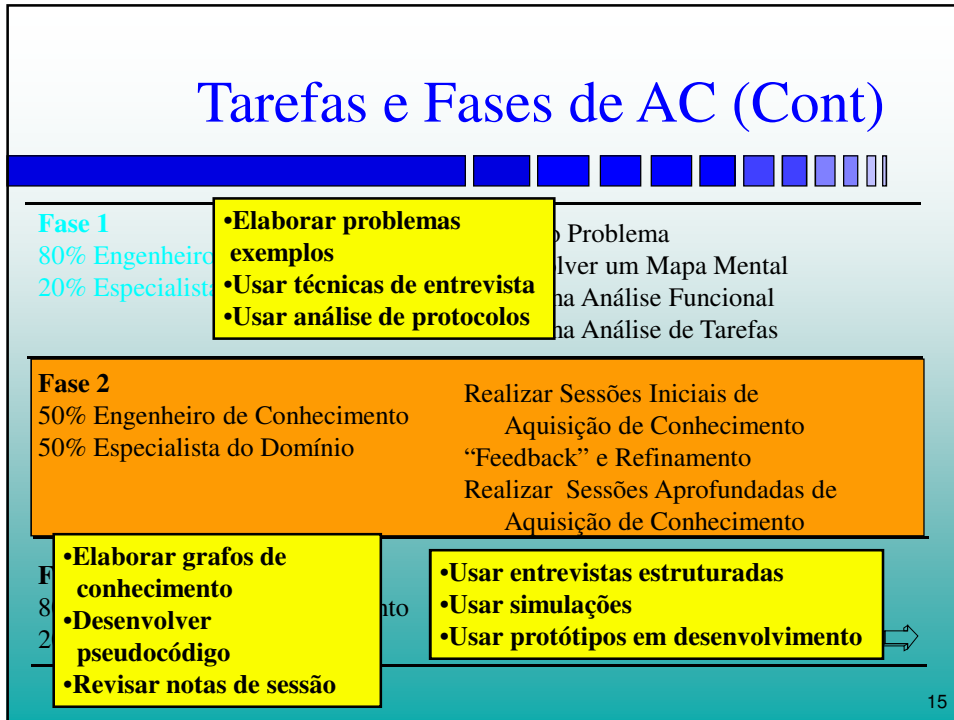 Tarefas e Fases de AC (Cont)
Fase 1
80% Engenheiro
20% Especialista
•Elaborar problemas
exemplos
•Usar técnicas de entrevista
•Usar análise de protocolos
Problema
um Mapa Mental
Análise Funcional
Análise de Tarefas
Fase 2
50% Engenheiro de Conhecimento
50% Especialista do Domínio
Realizar Sessões Iniciais de
Aquisição de Conhecimento
“Feedback” e Refinamento
Realizar Sessões Aprofundadas de
Aquisição de Conhecimento
•Elaborar grafos de
conhecimento
•Desenvolver
pseudocódigo
•Revisar notas de sessão
•Usar entrevistas estruturadas
•Usar simulações
•Usar protótipos em desenvolvimento
15